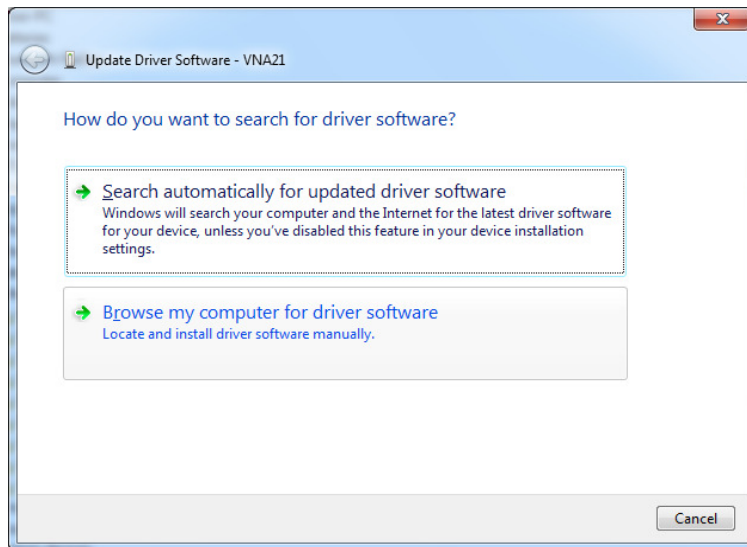 Update Driver Software - VNA21
How do you want to search for driver software?
Search automatically for updated driver software
Windows will search your computer and the Internet for the latest driver software
for your device, unless you've disabled this feature in your device installation
settings.
Browse my computer for driver software
Locate and install driver software manually.
Cancel